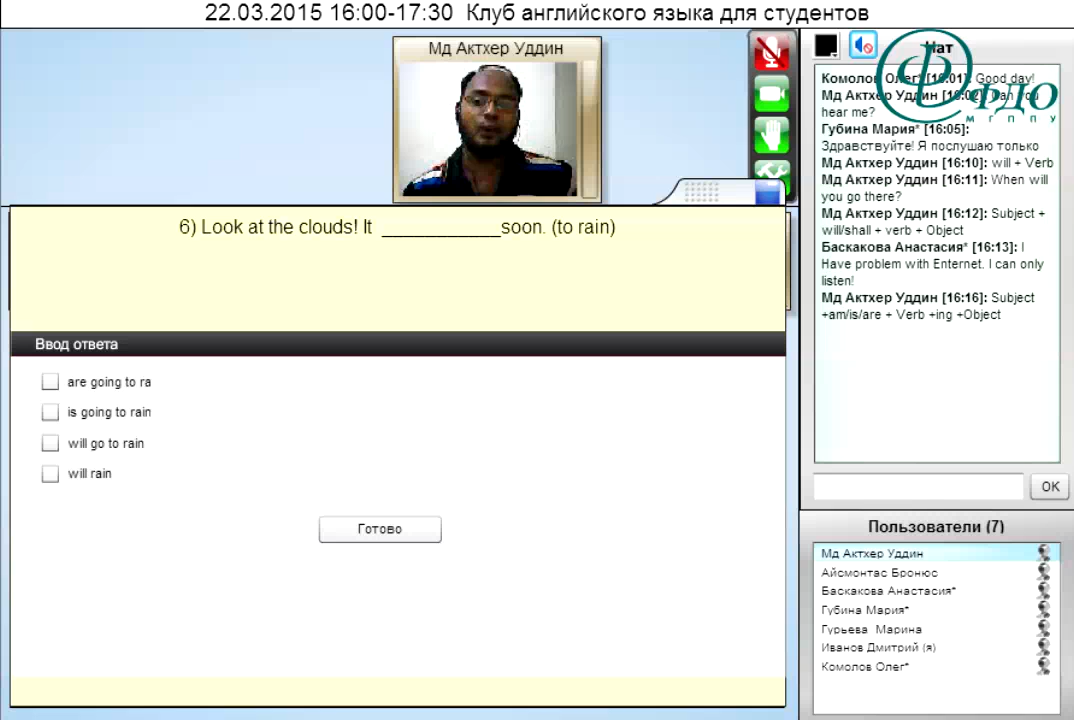 22.03.2015 16:00-17:30 Клуб английского языка для студентов
Мд Актхер Уддин
6) Look at the clouds! It ____________soon. (to rain)
Ввод ответа
are going to ra
is going to rain
will go to rain
will rain
Готово
Чат
ФДО
МГППУ
Комолов Олег* [16:01]: Good day!
Мд Актхер Уддин [16:02]: Can you
hear me?
Губина Мария* [16:05]:
Здравствуйте! Я послушаю только
Мд Актхер Уддин [16:10]: will + Verb
Мд Актхер Уддин [16:11]: When will
you go there?
Мд Актхер Уддин [16:12]: Subject +
will/shall + verb + Object
Баскакова Анастасия* [16:13]: I
Have problem with Enternet. I can only
listen!
Мд Актхер Уддин [16:16]: Subject
+am/is/are + Verb +ing +Object
OK
Пользователи (7)
Мд Актхер Уддин
Айсмонтас Бронюс
Баскакова Анастасия*
Губина Мария*
Гурьева Марина
Иванов Дмитрий (я)
Комолов Олег*